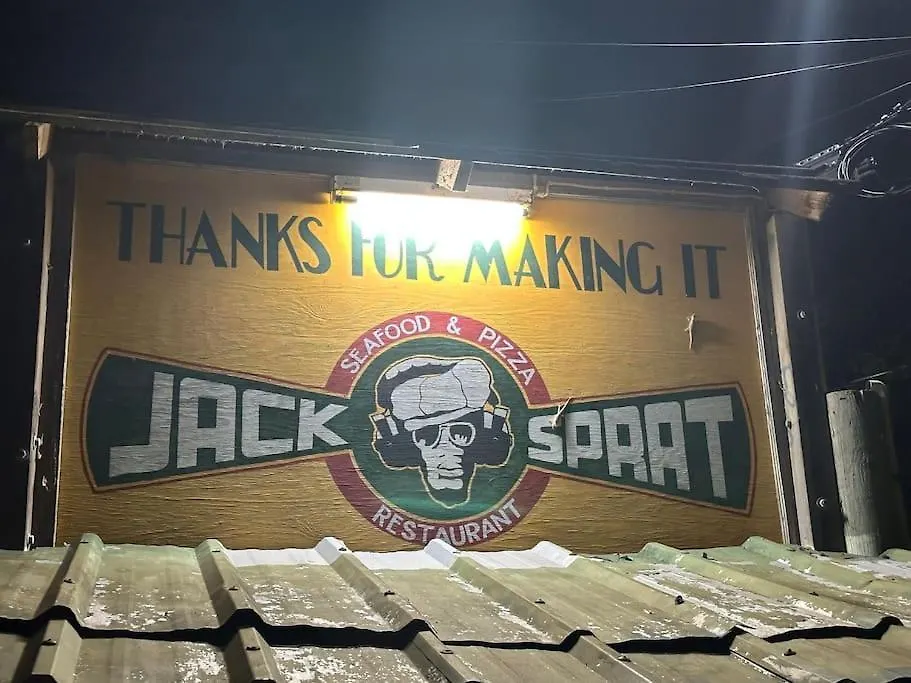 THANKS FOR MAKING IT
SEAFOOD & PIZZA
JACK SPRAT
RESTAURANT